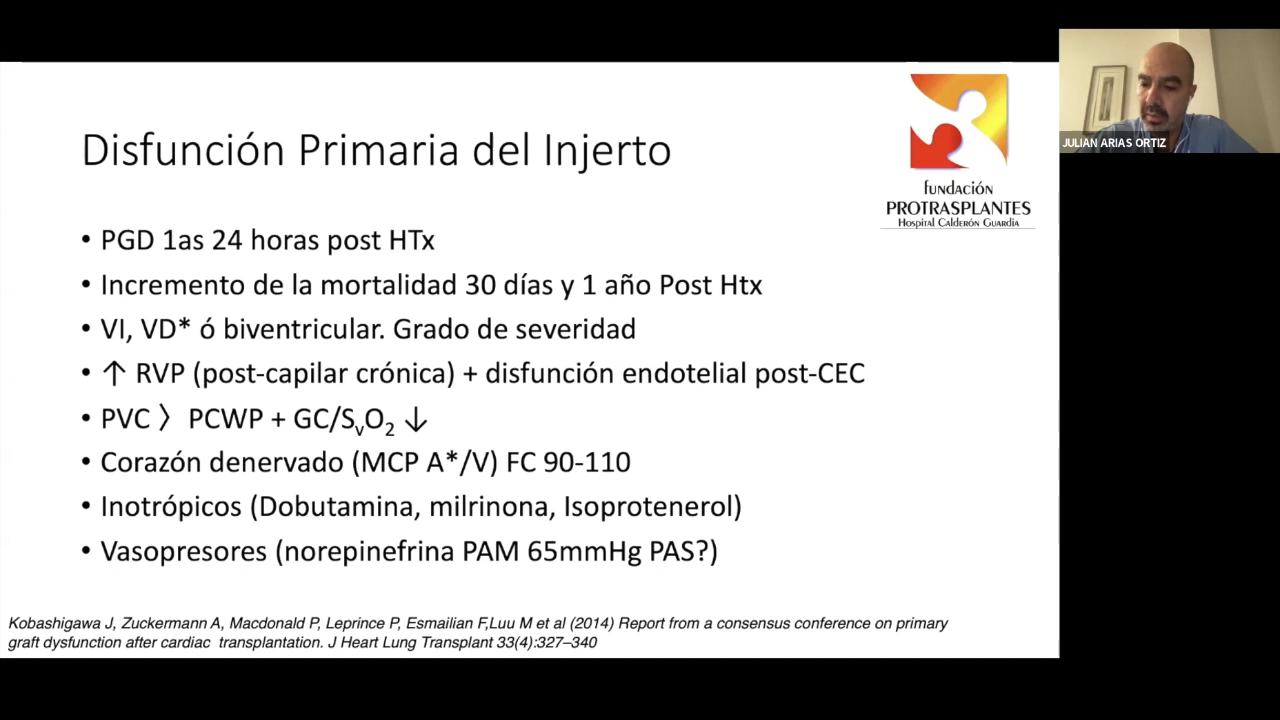 Disfunción Primaria del Injerto
• PGD 1as 24 horas post HTx
• Incremento de la mortalidad 30 días y 1 año Post Htx
• VI, VD* ó biventricular. Grado de severidad
• ↑ RVP (post-capilar crónica) + disfunción endotelial post-CEC
• PVC 〉 PCWP + GC/SvO2 ↓
• Corazón denervado (MCP A*/V) FC 90-110
• Inotrópicos (Dobutamina, milrinona, Isoprotenerol)
• Vasopresores (norepinefrina PAM 65mmHg PAS?)
Kobashigawa J, Zuckermann A, Macdonald P, Leprince P, Esmailian F,Luu M et al (2014) Report from a consensus conference on primary
graft dysfunction after cardiac transplantation. J Heart Lung Transplant 33(4):327–340
fundación
PROTRASPLANTES
Hospital Calderón Guardia
JULIAN ARIAS ORTIZ